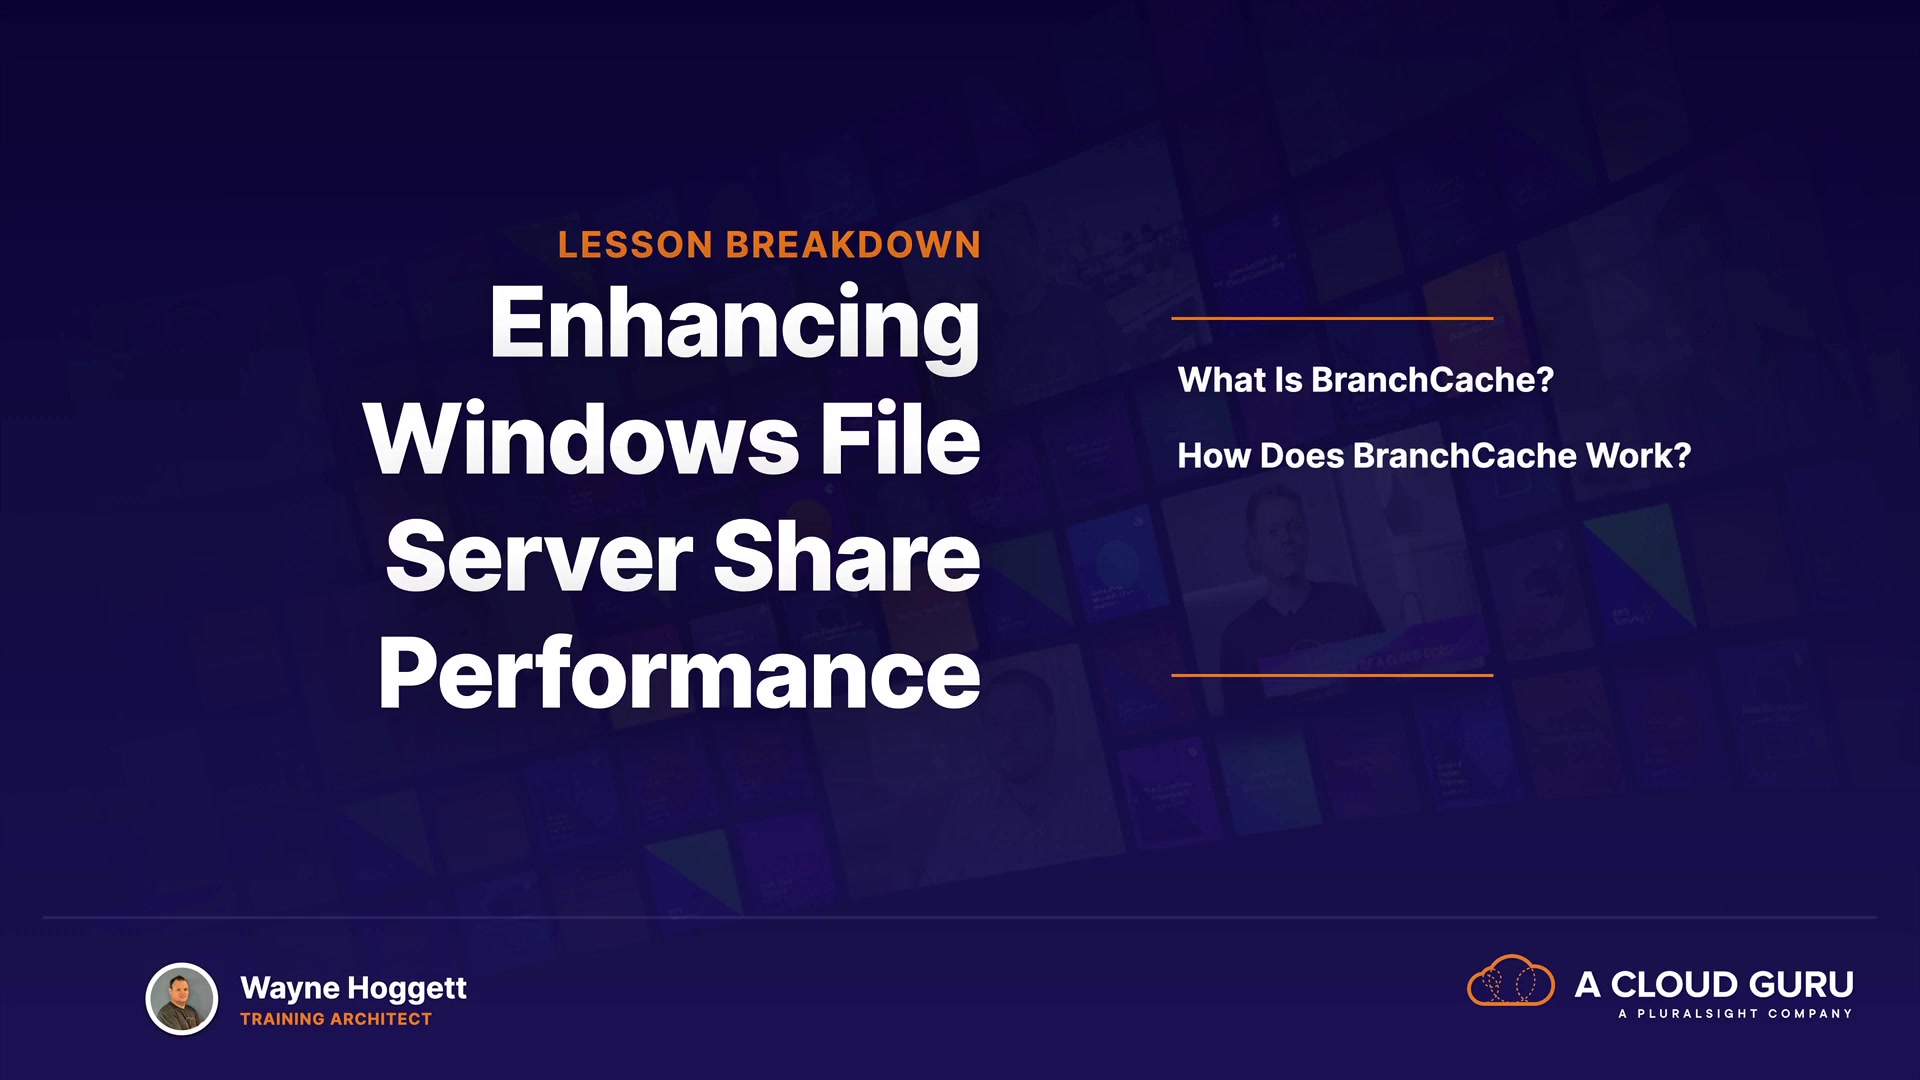 LESSON BREAKDOWN
Enhancing
Windows File
Server Share
Performance
What Is BranchCache?
How Does BranchCache Work?
Wayne Hoggett
TRAINING ARCHITECT
A CLOUD GURU
A PLURALSIGHT COMPANY